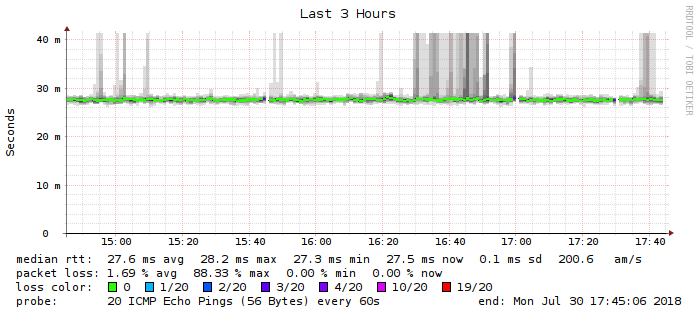 Last 3 Hours
RRDTOOL / TOBI OETIKER
Seconds
40 m
30 m
20 m
10 m
0
15:00 15:20 15:40 16:00 16:20 16:40 17:00 17:20 17:40
median rtt: 27.6 ms avg 28.2 ms max 27.3 ms min 27.5 ms now 0.1 ms sd 200.6 am/s
packet loss: 1.69 % avg 88.33 % max 0.00 % min 0.00 % now
loss color: 0 1/20 2/20 3/20 4/20 10/20 19/20
probe: 20 ICMP Echo Pings (56 Bytes) every 60s end: Mon Jul 30 17:45:06 2018